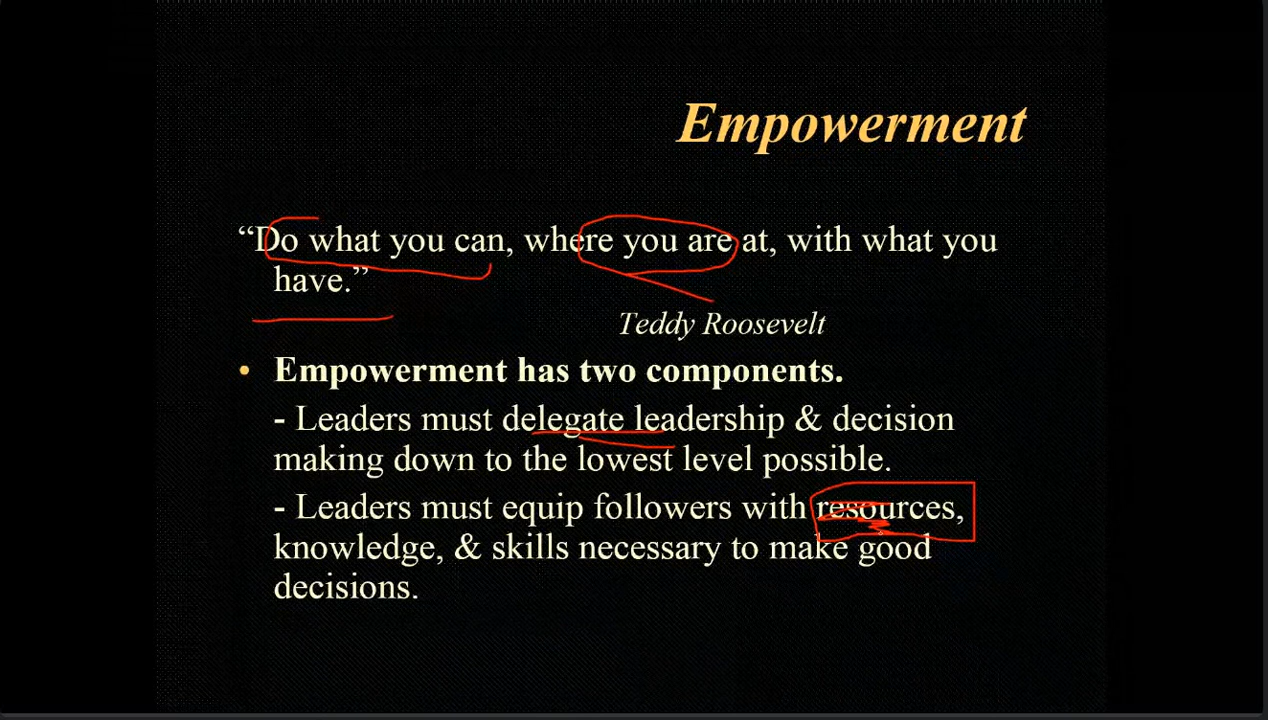 Empowerment
“Do what you can, where you are at, with what you
have.”
Teddy Roosevelt
• Empowerment has two components.
- Leaders must delegate leadership & decision
making down to the lowest level possible.
- Leaders must equip followers with resources,
knowledge, & skills necessary to make good
decisions.